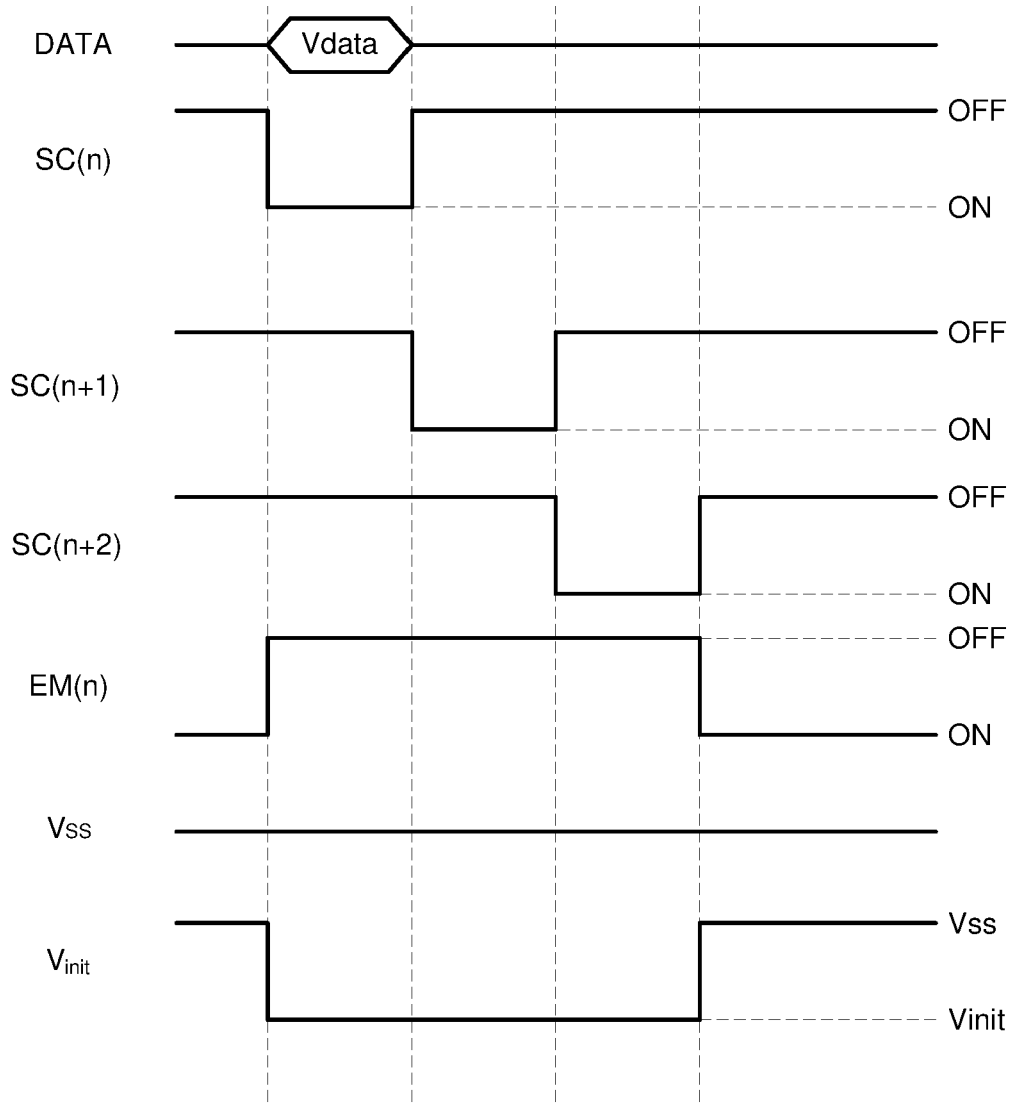 DATA
Vdata
OFF
SC(n)
ON
OFF
SC(n+1)
ON
OFF
SC(n+2)
ON
OFF
EM(n)
ON
Vss
Vss
Vinit
Vinit